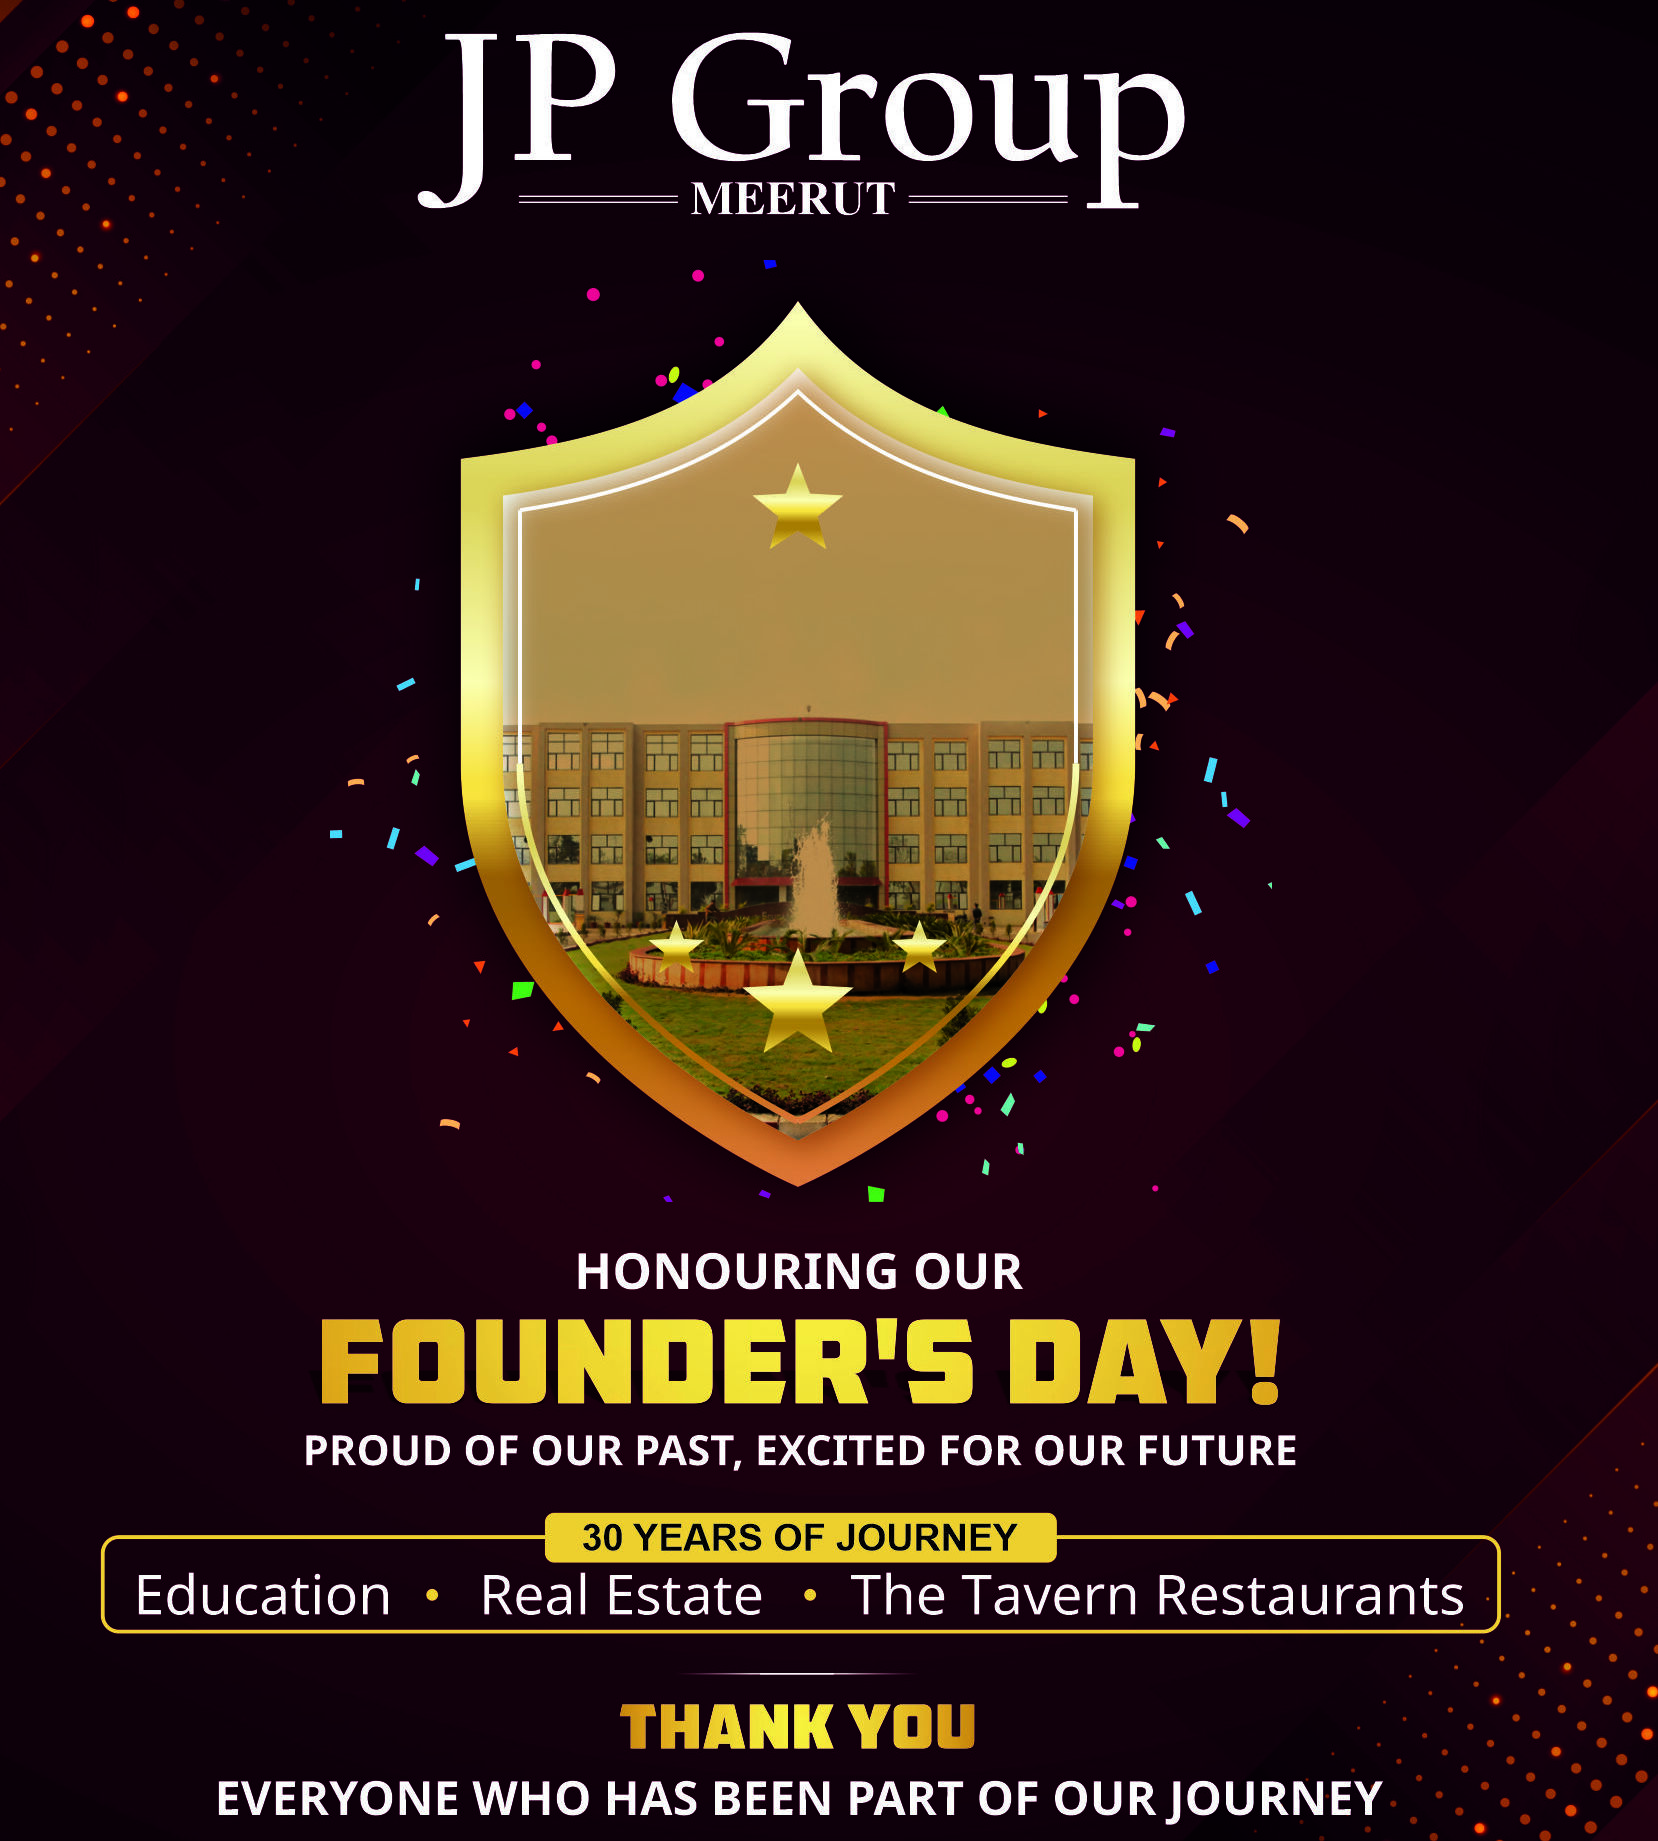 JP Group
MEERUT
HONOURING OUR
FOUNDER'S DAY!
PROUD OF OUR PAST, EXCITED FOR OUR FUTURE
30 YEARS OF JOURNEY
Education • Real Estate • The Tavern Restaurants
THANK YOU
EVERYONE WHO HAS BEEN PART OF OUR JOURNEY